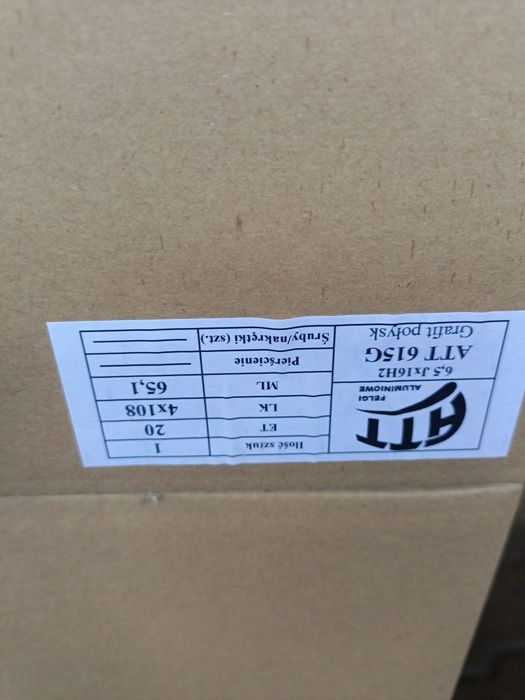 ATT
FELGI
ALUMINIOWE
6,5 Jx16H2
ATT 615G
Grafit połysk
Ilość sztuk 1
ET 20
LK 4x108
ML 65,1
Pierścienie
Śruby/nakrętki (szt.)